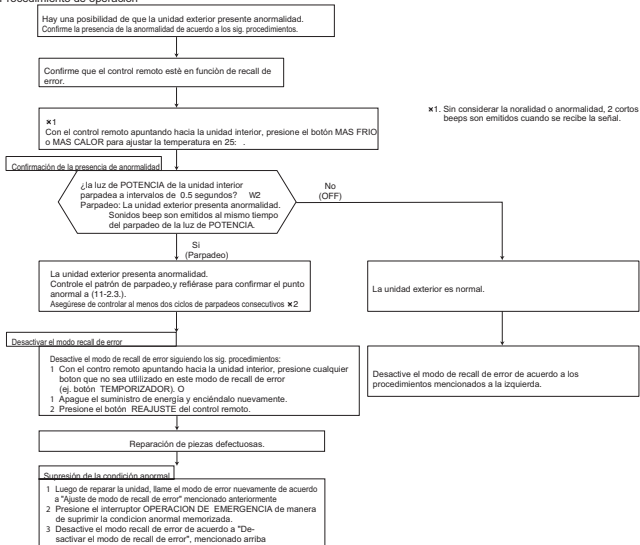 Procedimiento de operación
Hay una posibilidad de que la unidad exterior presente anormalidad.
Confirme la presencia de la anormalidad de acuerdo a los sig. procedimientos.
Confirme que el control remoto esté en función de recall de
error.
×1
Con el control remoto apuntando hacia la unidad interior, presione el botón MAS FRIO
o MAS CALOR para ajustar la temperatura en 25: .
×1. Sin considerar la noralidad o anormalidad, 2 cortos
beeps son emitidos cuando se recibe la señal.
Confirmación de la presencia de anormalidad
¿la luz de POTENCIA de la unidad interior
parpadea a intervalos de 0.5 segundos? W2
Parpadeo: La unidad exterior presenta anormalidad.
Sonidos beep son emitidos al mismo tiempo
del parpadeo de la luz de POTENCIA.
No
(OFF)
Si
(Parpadeo)
La unidad exterior presenta anormalidad.
Controle el patrón de parpadeo,y refiérase para confirmar el punto
anormal a (11-2.3.).
Asegúrese de controlar al menos dos ciclos de parpadeos consecutivos ×2
La unidad exterior es normal.
Desactivar el modo recall de error
Desactive el modo de recall de error siguiendo los sig. procedimientos:
1 Con el contro remoto apuntando hacia la unidad interior, presione cualquier
boton que no sea utlilizado en este modo de recall de error
(ej. botón TEMPORIZADOR). O
1 Apague el suministro de energía y enciéndalo nuevamente.
2 Presione el botón REAJUSTE del control remoto.
Desactive el modo de recall de error de acuerdo a los
procedimientos mencionados a la izquierda.
Reparación de piezas defectuosas.
Supresión de la condición anormal
1 Luego de reparar la unidad, llame el modo de error nuevamente de acuerdo
a "Ajuste de modo de recall de error" mencionado anteriormente
2 Presione el interruptor OPERACION DE EMERGENCIA de manera
de suprimir la condicion anormal memorizada.
3 Desactive el modo recall de error de acuerdo a "De-
sactivar el modo de recall de error", mencionado arriba